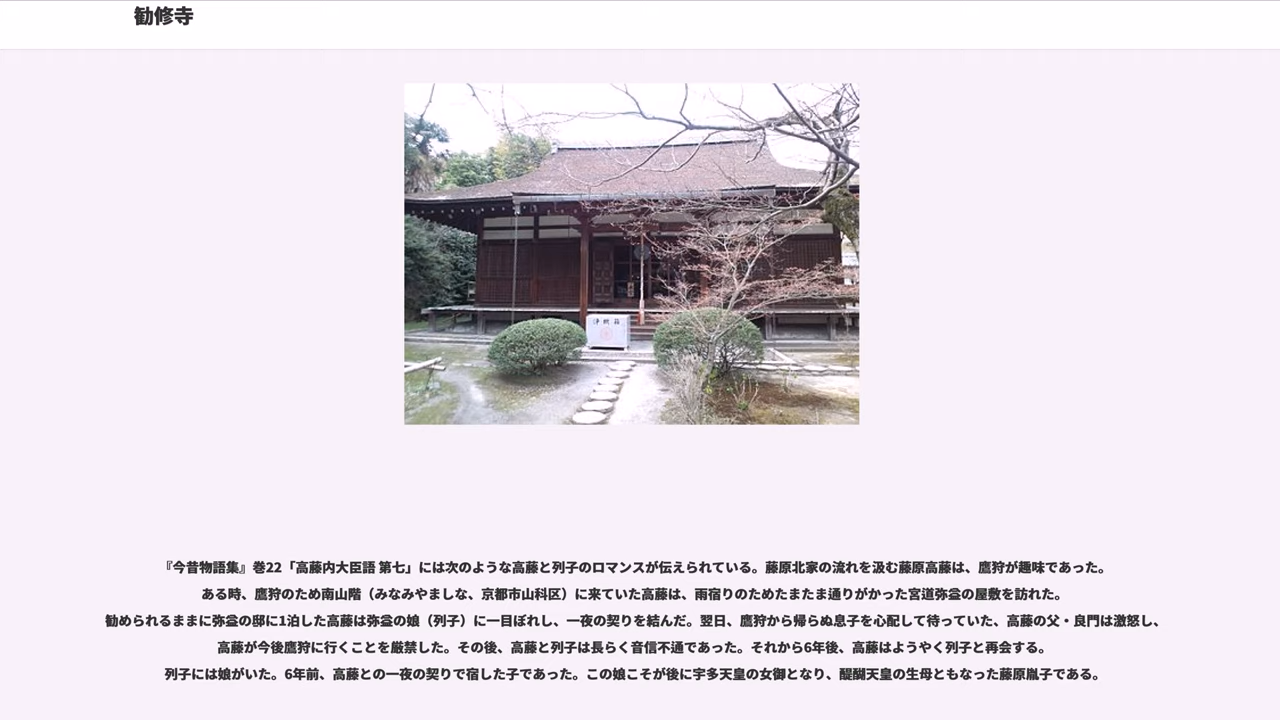 勧修寺
浄財箱
『今昔物語集』巻22「高藤内大臣語 第七」には次のような高藤と列子のロマンスが伝えられている。藤原北家の流れを汲む藤原高藤は、鷹狩が趣味であった。
ある時、鷹狩のため南山階（みなみやましな、京都市山科区）に来ていた高藤は、雨宿りのためたまたま通りがかった宮道弥益の屋敷を訪れた。
勧められるままに弥益の邸に1泊した高藤は弥益の娘（列子）に一目ぼれし、一夜の契りを結んだ。翌日、鷹狩から帰らぬ息子を心配して待っていた、高藤の父・良門は激怒し、
高藤が今後鷹狩に行くことを厳禁した。その後、高藤と列子は長らく音信不通であった。それから6年後、高藤はようやく列子と再会する。
列子には娘がいた。6年前、高藤との一夜の契りで宿した子であった。この娘こそが後に宇多天皇の女御となり、醍醐天皇の生母ともなった藤原胤子である。